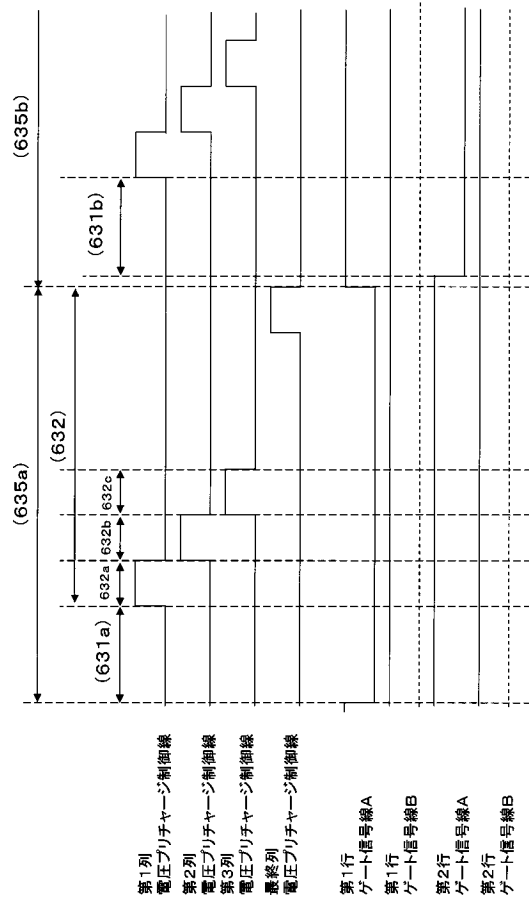 (635a)
(635b)
(632)
(631a)
632a
632b
632c
(631b)
第1列
電圧プリチャージ制御線
第2列
電圧プリチャージ制御線
第3列
電圧プリチャージ制御線
最終列
電圧プリチャージ制御線
第1行
ゲート信号線A
第1行
ゲート信号線B
第2行
ゲート信号線A
第2行
ゲート信号線B